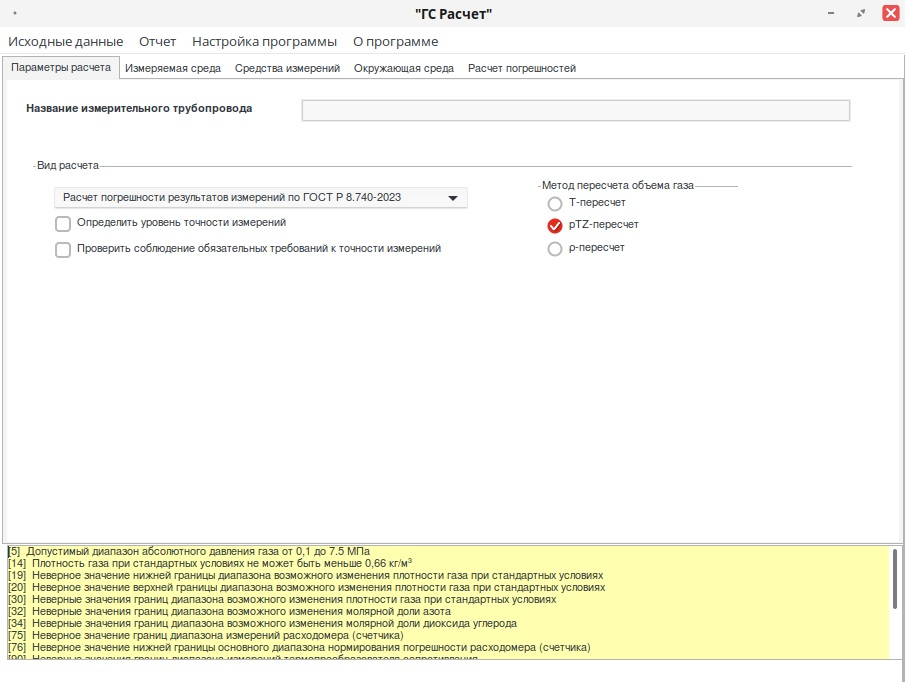 "ГС Расчет"
Исходные данные Отчет Настройка программы О программе
Параметры расчета Измеряемая среда Средства измерений Окружающая среда Расчет погрешностей
Название измерительного трубопровода
Вид расчета
Расчет погрешности результатов измерений по ГОСТ Р 8.740-2023
Определить уровень точности измерений
Проверить соблюдение обязательных требований к точности измерений
Метод пересчета объема газа
Т-пересчет
pTZ-пересчет
ρ-пересчет
[5] Допустимый диапазон абсолютного давления газа от 0,1 до 7.5 МПа
[14] Плотность газа при стандартных условиях не может быть меньше 0,66 кг/м³
[19] Неверное значение нижней границы диапазона возможного изменения плотности газа при стандартных условиях
[20] Неверное значение верхней границы диапазона возможного изменения плотности газа при стандартных условиях
[30] Неверные значения границ диапазона возможного изменения плотности газа при стандартных условиях
[32] Неверные значения границ диапазона возможного изменения молярной доли азота
[34] Неверные значения границ диапазона возможного изменения молярной доли диоксида углерода
[75] Неверное значение границ диапазона измерений расходомера (счетчика)
[76] Неверное значение нижней границы основного диапазона нормирования погрешности расходомера (счетчика)
[90] Неверные значения границ диапазона измерений термопреобразователя сопротивления